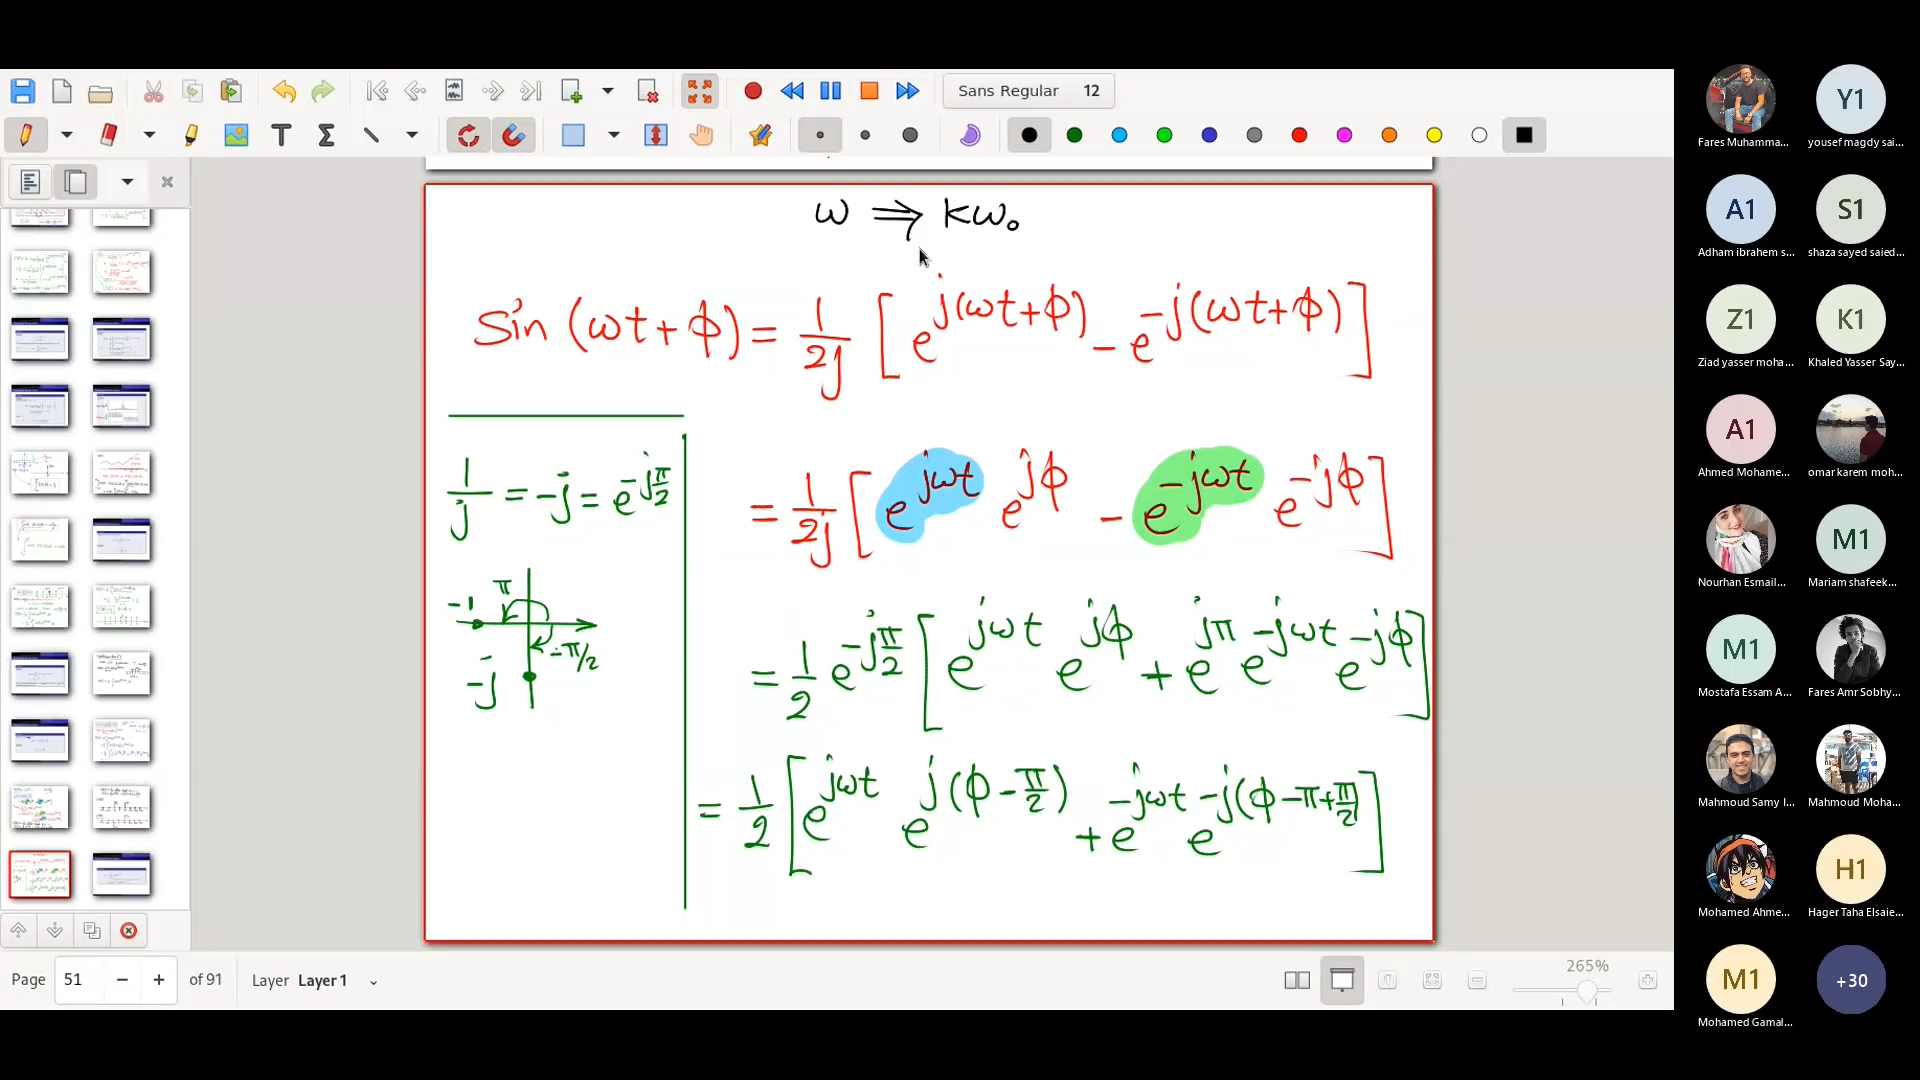 Sans Regular 12
ω ⇒ kω₀
Sin (ωt+ϕ) = 1/2j [ e^j(ωt+ϕ) - e^-j(ωt+ϕ) ]
= 1/2j [ e^jωt e^jϕ - e^-jωt e^-jϕ ]
1/j = -j = e^-jπ/2
-1 π
-π/2
-j
= 1/2 e^-jπ/2 [ e^jωt e^jϕ + e^jπ e^-jωt e^-jϕ ]
= 1/2 [ e^jωt e^j(ϕ-π/2) + e^-jωt e^-j(ϕ-π+π/2) ]
Page 51 − + of 91 Layer Layer 1 265%
Y1
Fares Muhamma... yousef magdy sai...
A1 S1
Adham ibrahem s... shaza sayed saied...
Z1 K1
Ziad yasser moha... Khaled Yasser Say...
A1
Ahmed Mohame... omar karem moh...
M1
Nourhan Esmail... Mariam shafeek...
M1
Mostafa Essam A... Fares Amr Sobhy...
Mahmoud Samy I... Mahmoud Moha...
H1
Mohamed Ahme... Hager Taha Elsaie...
M1 +30
Mohamed Gamal...